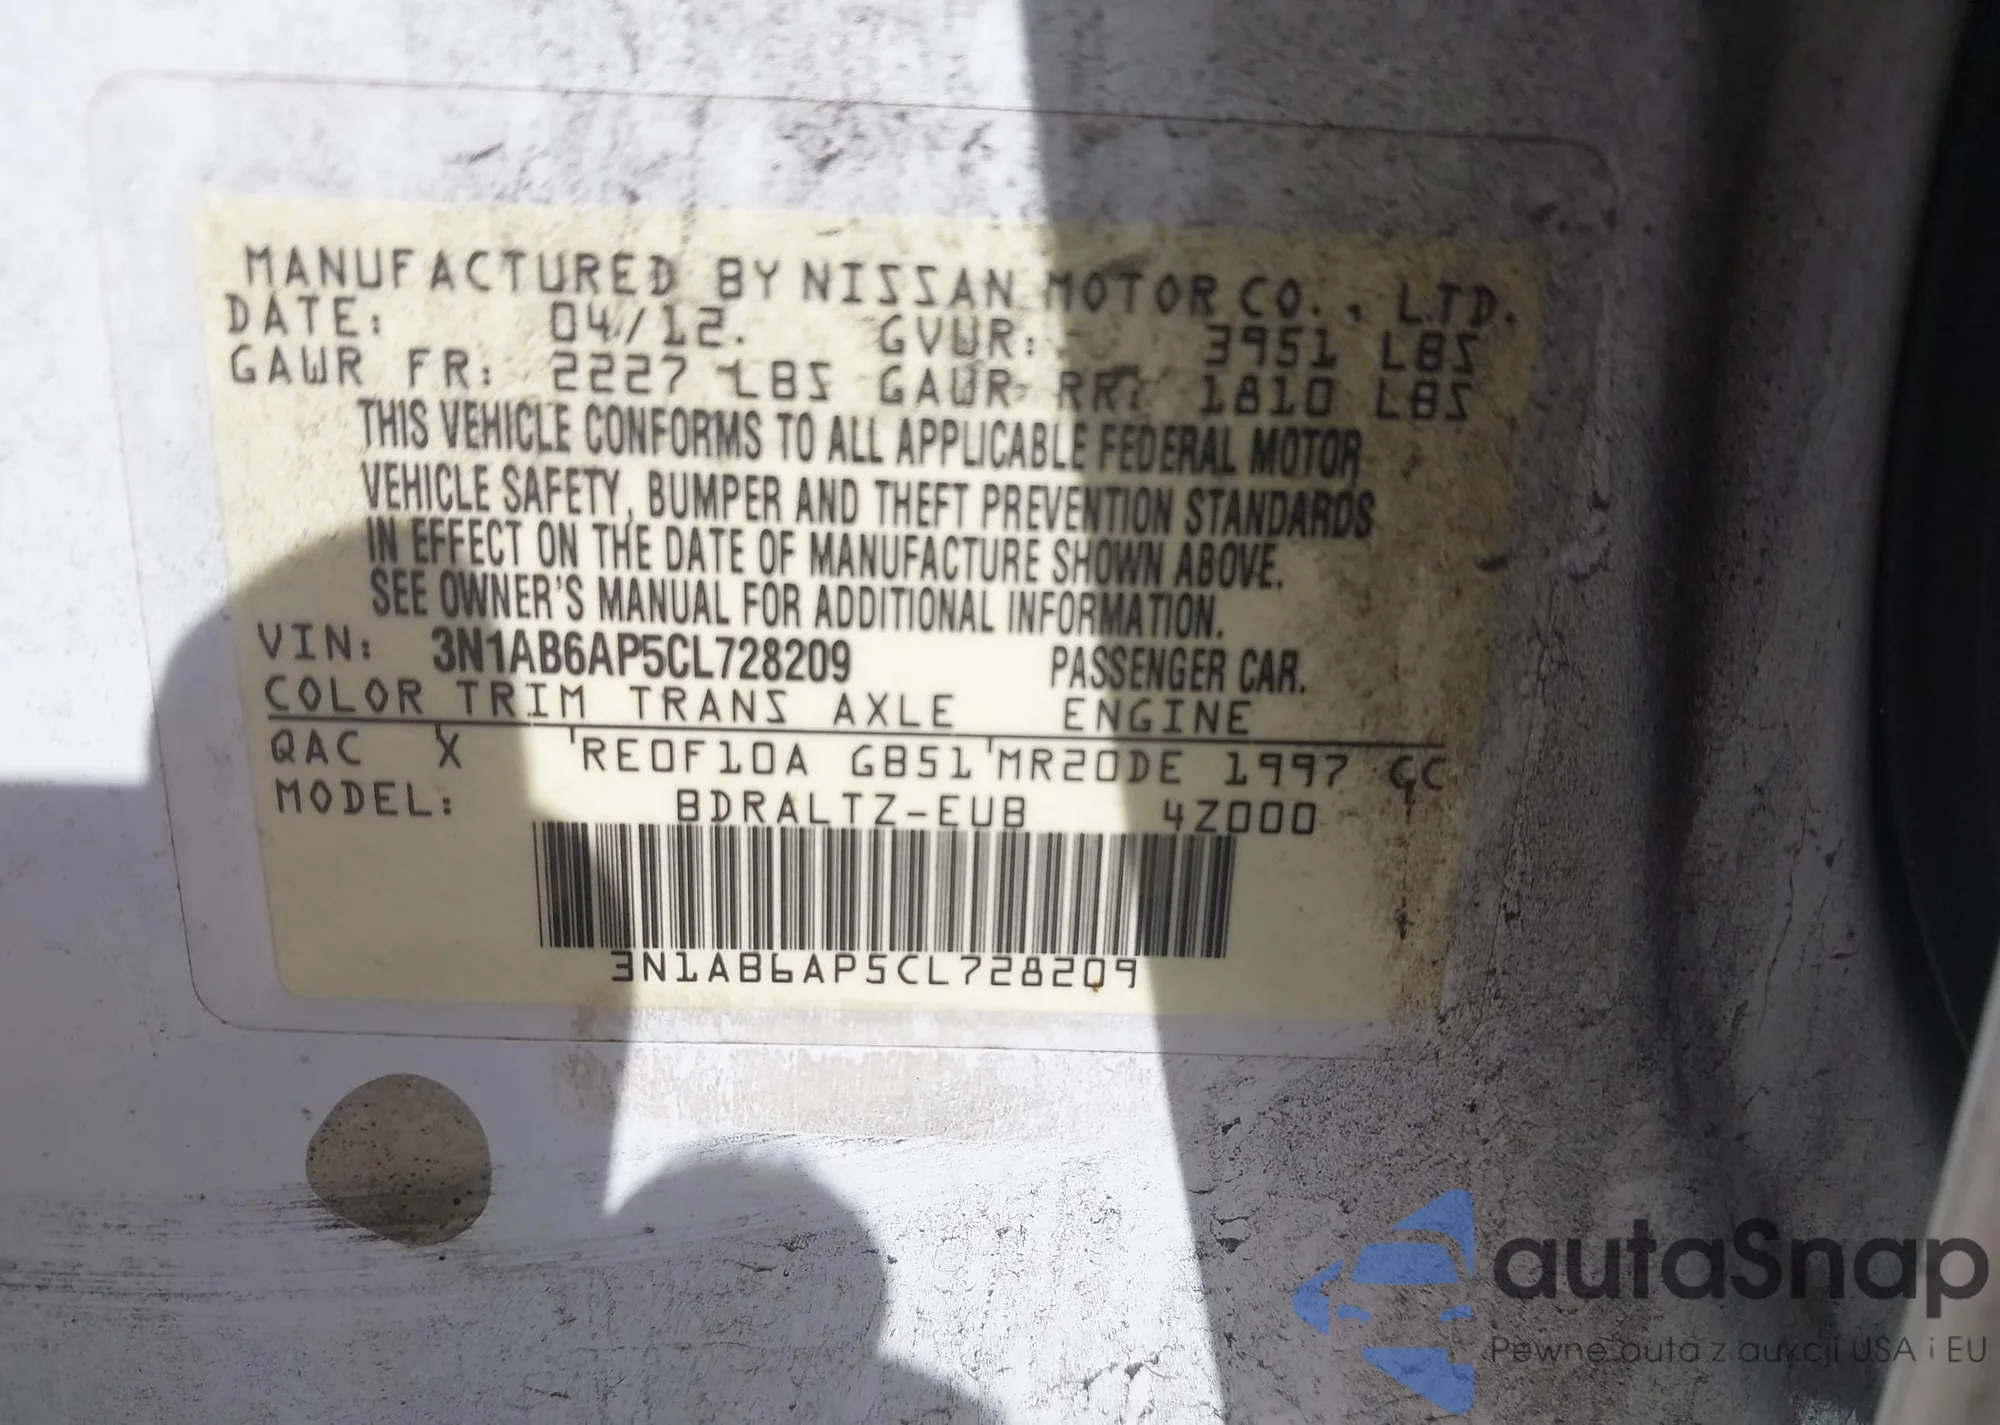 MANUFACTURED BY NISSAN MOTOR CO., LTD.
DATE: 04/12. GVWR: 3951 LBS
GAWR FR: 2227 LBS GAWR RR: 1810 LBS
THIS VEHICLE CONFORMS TO ALL APPLICABLE FEDERAL MOTOR
VEHICLE SAFETY, BUMPER AND THEFT PREVENTION STANDARDS
IN EFFECT ON THE DATE OF MANUFACTURE SHOWN ABOVE.
SEE OWNER'S MANUAL FOR ADDITIONAL INFORMATION.
VIN: 3N1AB6AP5CL728209 PASSENGER CAR.
COLOR TRIM TRANS AXLE ENGINE
QAC X RE0F10A GB51 MR20DE 1997 CC
MODEL: BDRALTZ-EUB 4Z000
3N1AB6AP5CL728209
autaSnap
Pewne auta z aukcji USA i EU